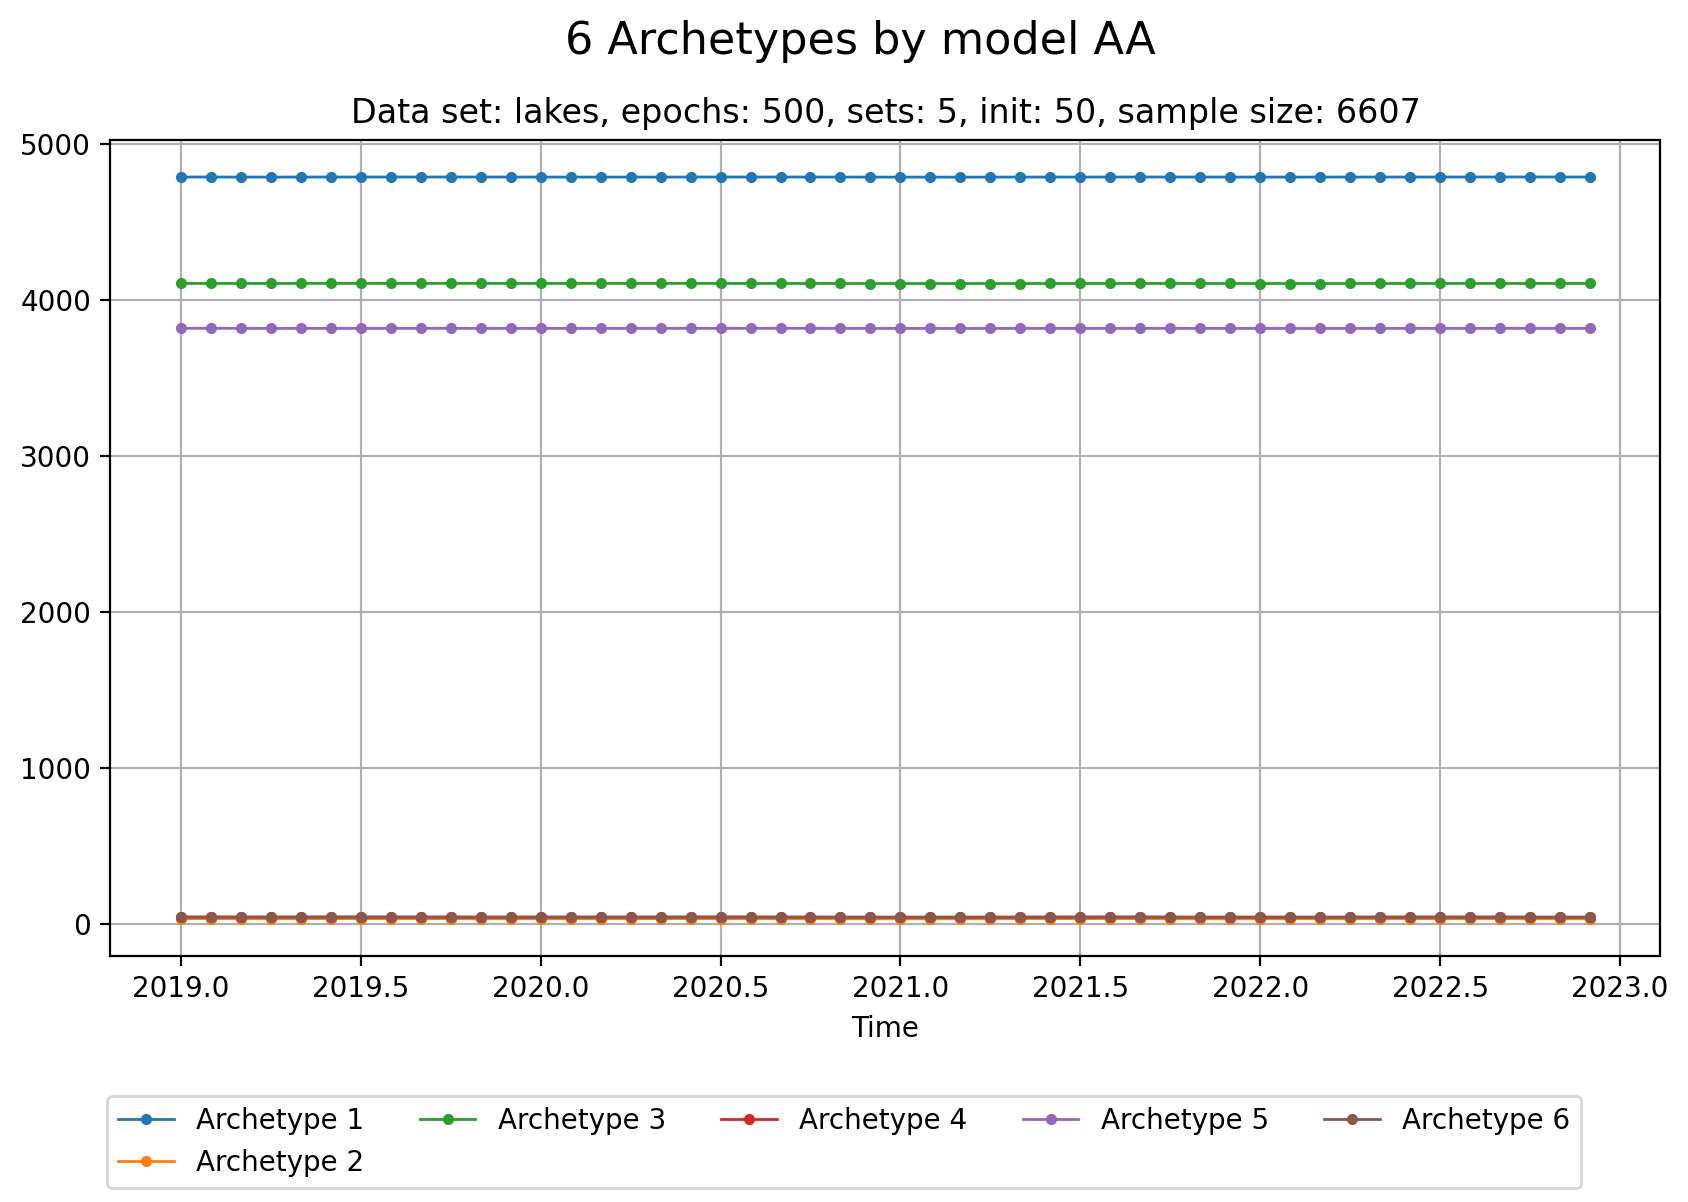 6 Archetypes by model AA
Data set: lakes, epochs: 500, sets: 5, init: 50, sample size: 6607
5000
4000
3000
2000
1000
0
2019.0 2019.5 2020.0 2020.5 2021.0 2021.5 2022.0 2022.5 2023.0
Time
Archetype 1 Archetype 3 Archetype 4 Archetype 5 Archetype 6
Archetype 2